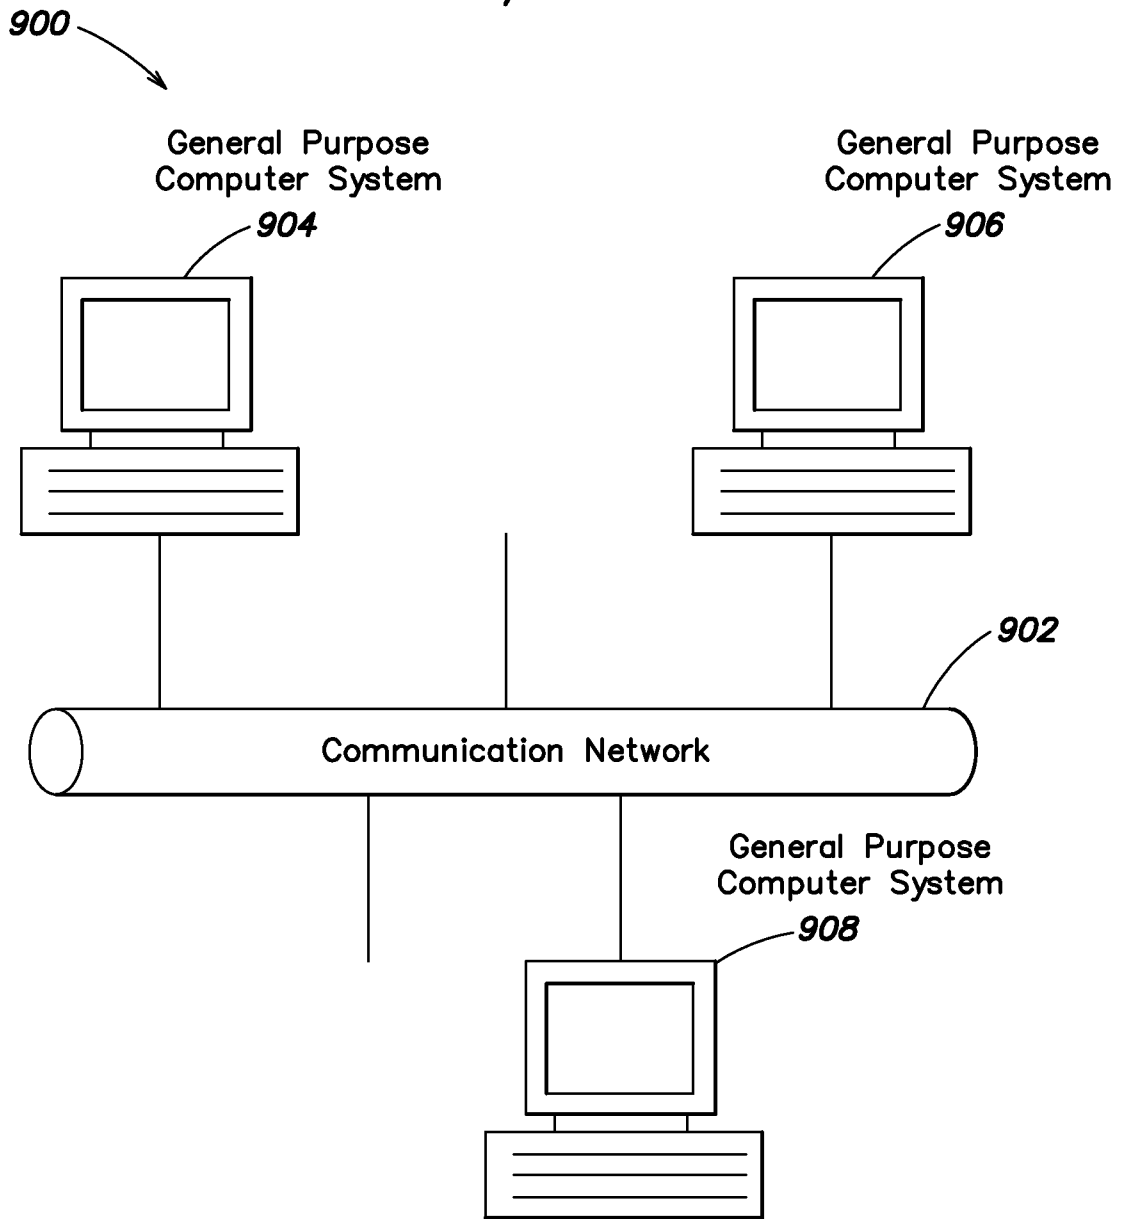 900
General Purpose
Computer System
904
General Purpose
Computer System
906
902
Communication Network
General Purpose
Computer System
908